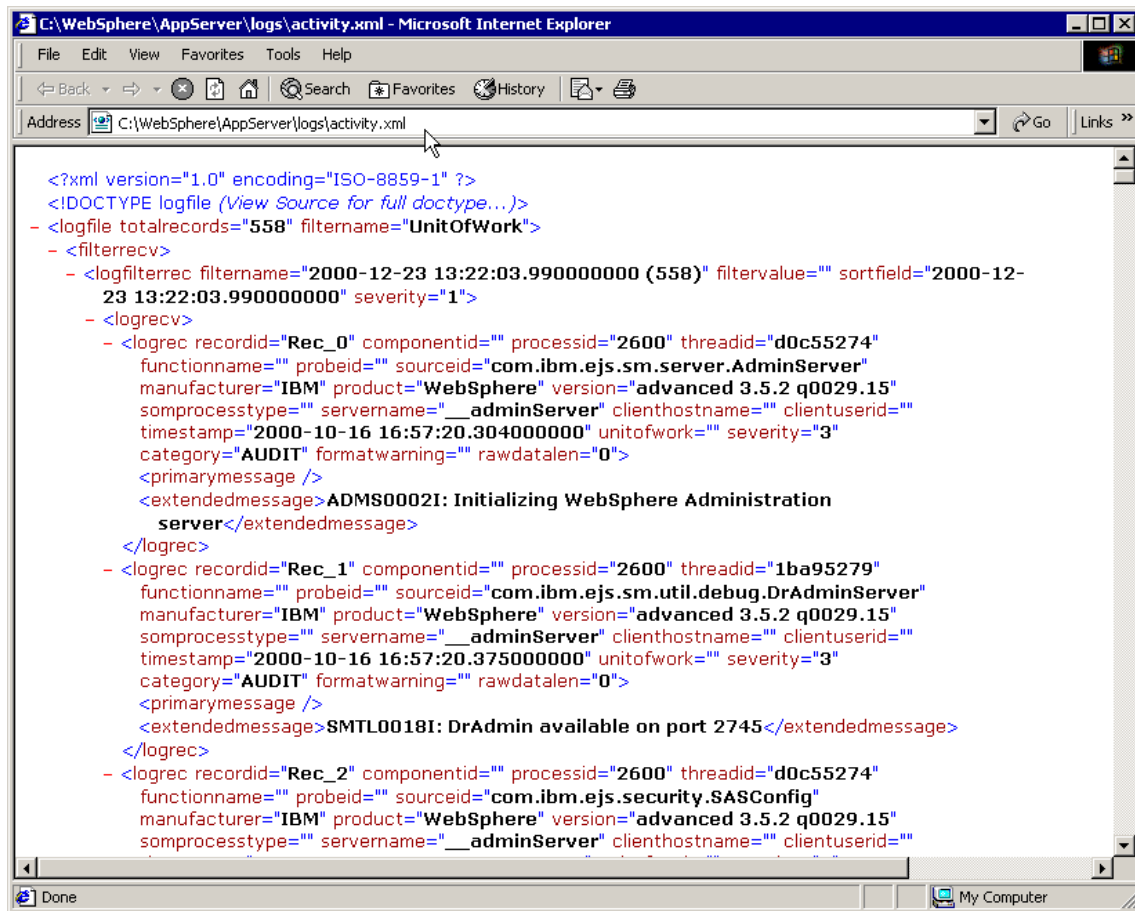 C:\WebSphere\AppServer\logs\activity.xml - Microsoft Internet Explorer
File Edit View Favorites Tools Help
Back Search Favorites History
Address C:\WebSphere\AppServer\logs\activity.xml Go Links »
<?xml version="1.0" encoding="ISO-8859-1" ?>
<!DOCTYPE logfile (View Source for full doctype...)>
- <logfile totalrecords="558" filtername="UnitOfWork">
- <filterrecv>
- <logfilterrec filtername="2000-12-23 13:22:03.990000000 (558)" filtervalue="" sortfield="2000-12-
23 13:22:03.990000000" severity="1">
- <logrecv>
- <logrec recordid="Rec_0" componentid="" processid="2600" threadid="d0c55274"
functionname="" probeid="" sourceid="com.ibm.ejs.sm.server.AdminServer"
manufacturer="IBM" product="WebSphere" version="advanced 3.5.2 q0029.15"
somprocesstype="" servername="__adminServer" clienthostname="" clientuserid=""
timestamp="2000-10-16 16:57:20.304000000" unitofwork="" severity="3"
category="AUDIT" formatwarning="" rawdatalen="0">
<primarymessage />
<extendedmessage>ADMS0002I: Initializing WebSphere Administration
server</extendedmessage>
</logrec>
- <logrec recordid="Rec_1" componentid="" processid="2600" threadid="1ba95279"
functionname="" probeid="" sourceid="com.ibm.ejs.sm.util.debug.DrAdminServer"
manufacturer="IBM" product="WebSphere" version="advanced 3.5.2 q0029.15"
somprocesstype="" servername="__adminServer" clienthostname="" clientuserid=""
timestamp="2000-10-16 16:57:20.375000000" unitofwork="" severity="3"
category="AUDIT" formatwarning="" rawdatalen="0">
<primarymessage />
<extendedmessage>SMTL0018I: DrAdmin available on port 2745</extendedmessage>
</logrec>
- <logrec recordid="Rec_2" componentid="" processid="2600" threadid="d0c55274"
functionname="" probeid="" sourceid="com.ibm.ejs.security.SASConfig"
manufacturer="IBM" product="WebSphere" version="advanced 3.5.2 q0029.15"
somprocesstype="" servername="__adminServer" clienthostname="" clientuserid=""
Done My Computer